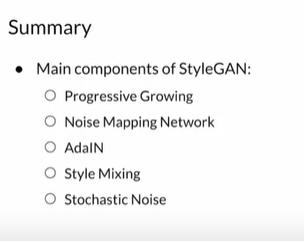 Summary
● Main components of StyleGAN:
○ Progressive Growing
○ Noise Mapping Network
○ AdaIN
○ Style Mixing
○ Stochastic Noise